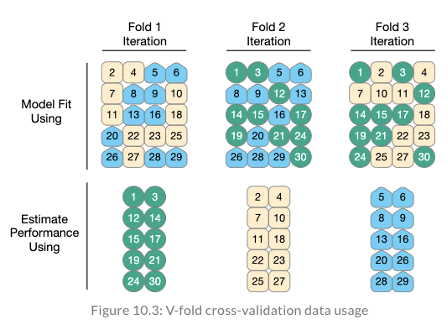 Fold 1 Iteration
Fold 2 Iteration
Fold 3 Iteration
Model Fit Using
2 4 5 6
7 8 9 10
11 13 16 18
20 22 23 25
26 27 28 29
1 3 5 6
8 9 12 13
14 15 16 17
19 20 21 24
26 28 29 30
1 2 3 4
7 10 11 12
14 15 17 18
19 21 22 23
24 25 27 30
Estimate Performance Using
1 3
12 14
15 17
19 21
24 30
2 4
7 10
11 18
22 23
25 27
5 6
8 9
13 16
20 26
28 29
Figure 10.3: V-fold cross-validation data usage